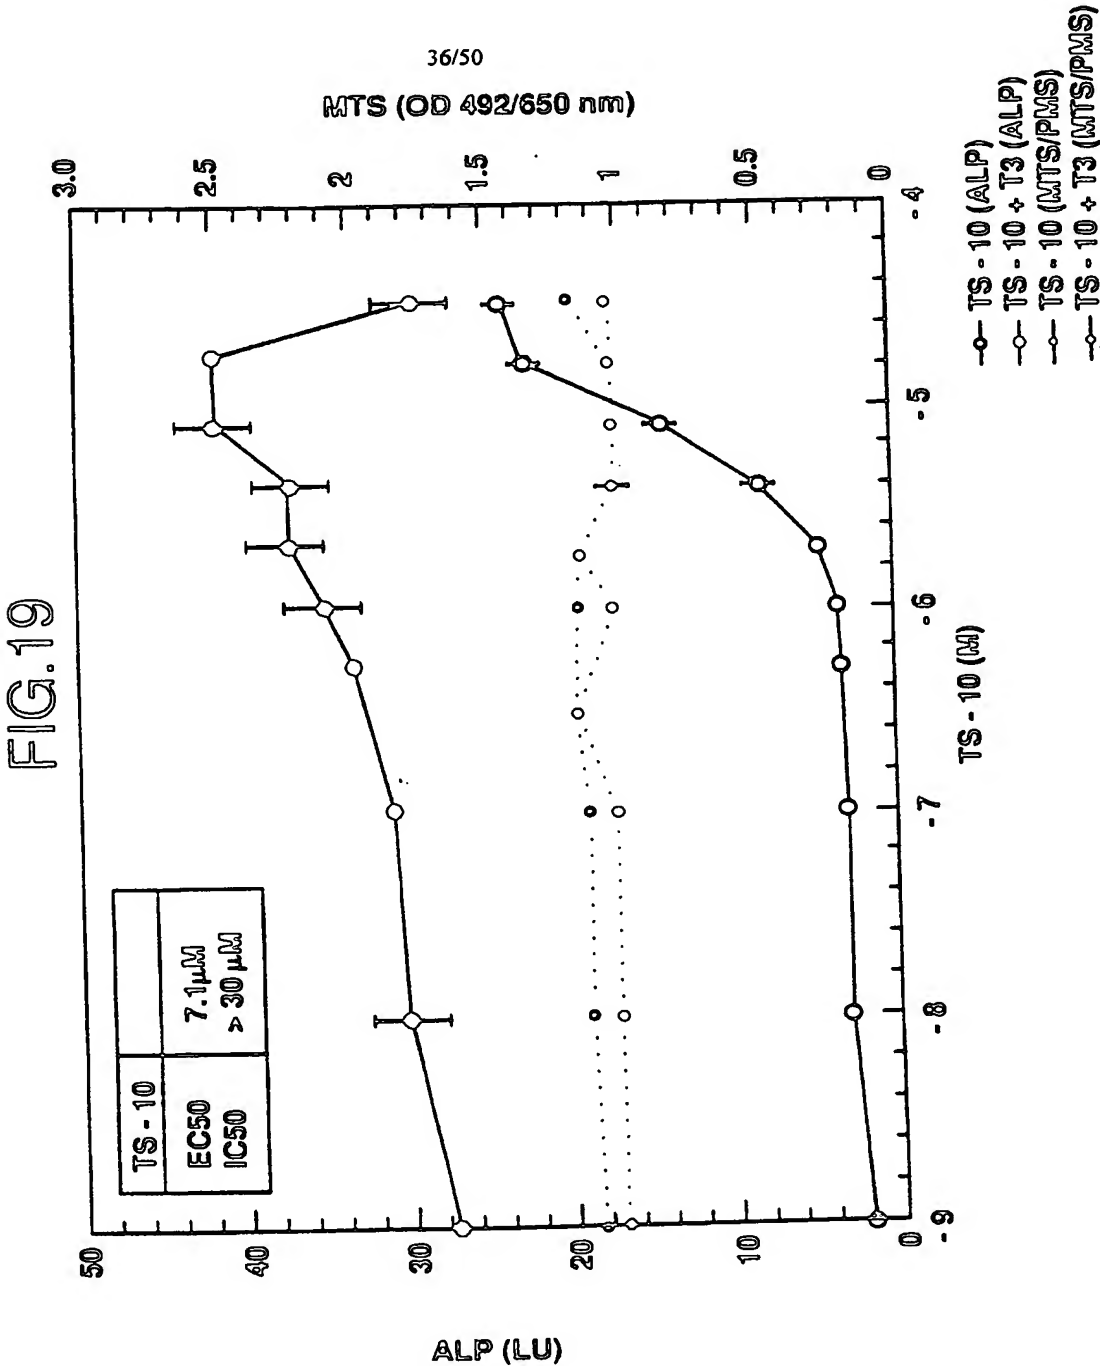 36/50
FIG.19
TS - 10
EC50 7.1µM
IC50 > 30 µM
ALP (LU)
50
40
30
20
10
0
MTS (OD 492/650 nm)
3.0
2.5
2
1.5
1
0.5
0
-9
-8
-7
-6
-5
-4
TS - 10 (M)
TS - 10 (ALP)
TS - 10 + T3 (ALP)
TS - 10 (MTS/PMS)
TS - 10 + T3 (MTS/PMS)